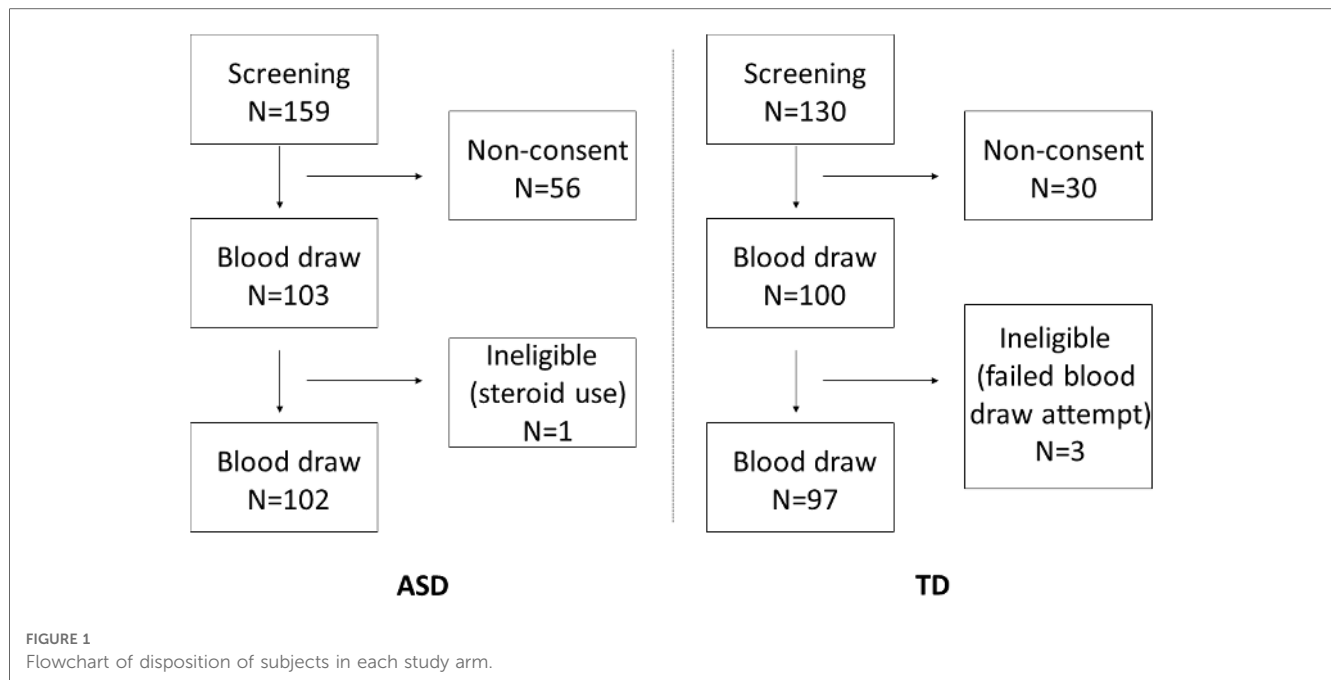 Screening
N=159
Non-consent
N=56
Blood draw
N=103
Ineligible
(steroid use)
N=1
Blood draw
N=102
ASD
Screening
N=130
Non-consent
N=30
Blood draw
N=100
Ineligible
(failed blood
draw attempt)
N=3
Blood draw
N=97
TD
FIGURE 1
Flowchart of disposition of subjects in each study arm.